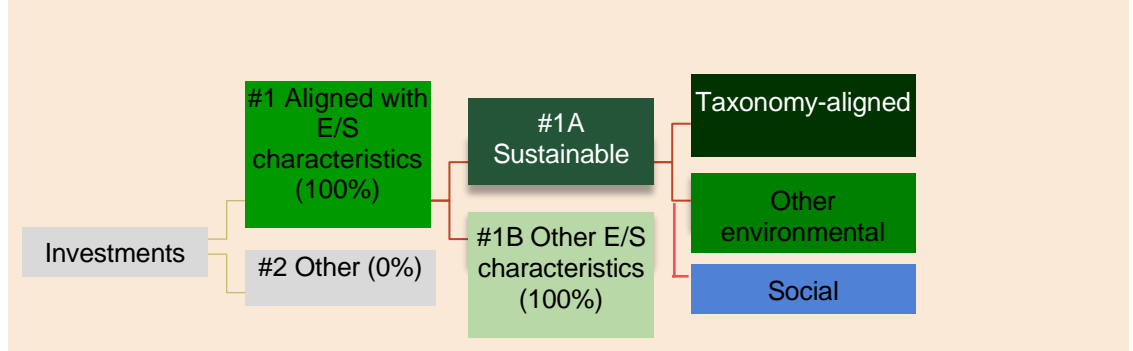 Investments
#1 Aligned with
E/S
characteristics
(100%)
#2 Other (0%)
#1A
Sustainable
#1B Other E/S
characteristics
(100%)
Taxonomy-aligned
Other
environmental
Social